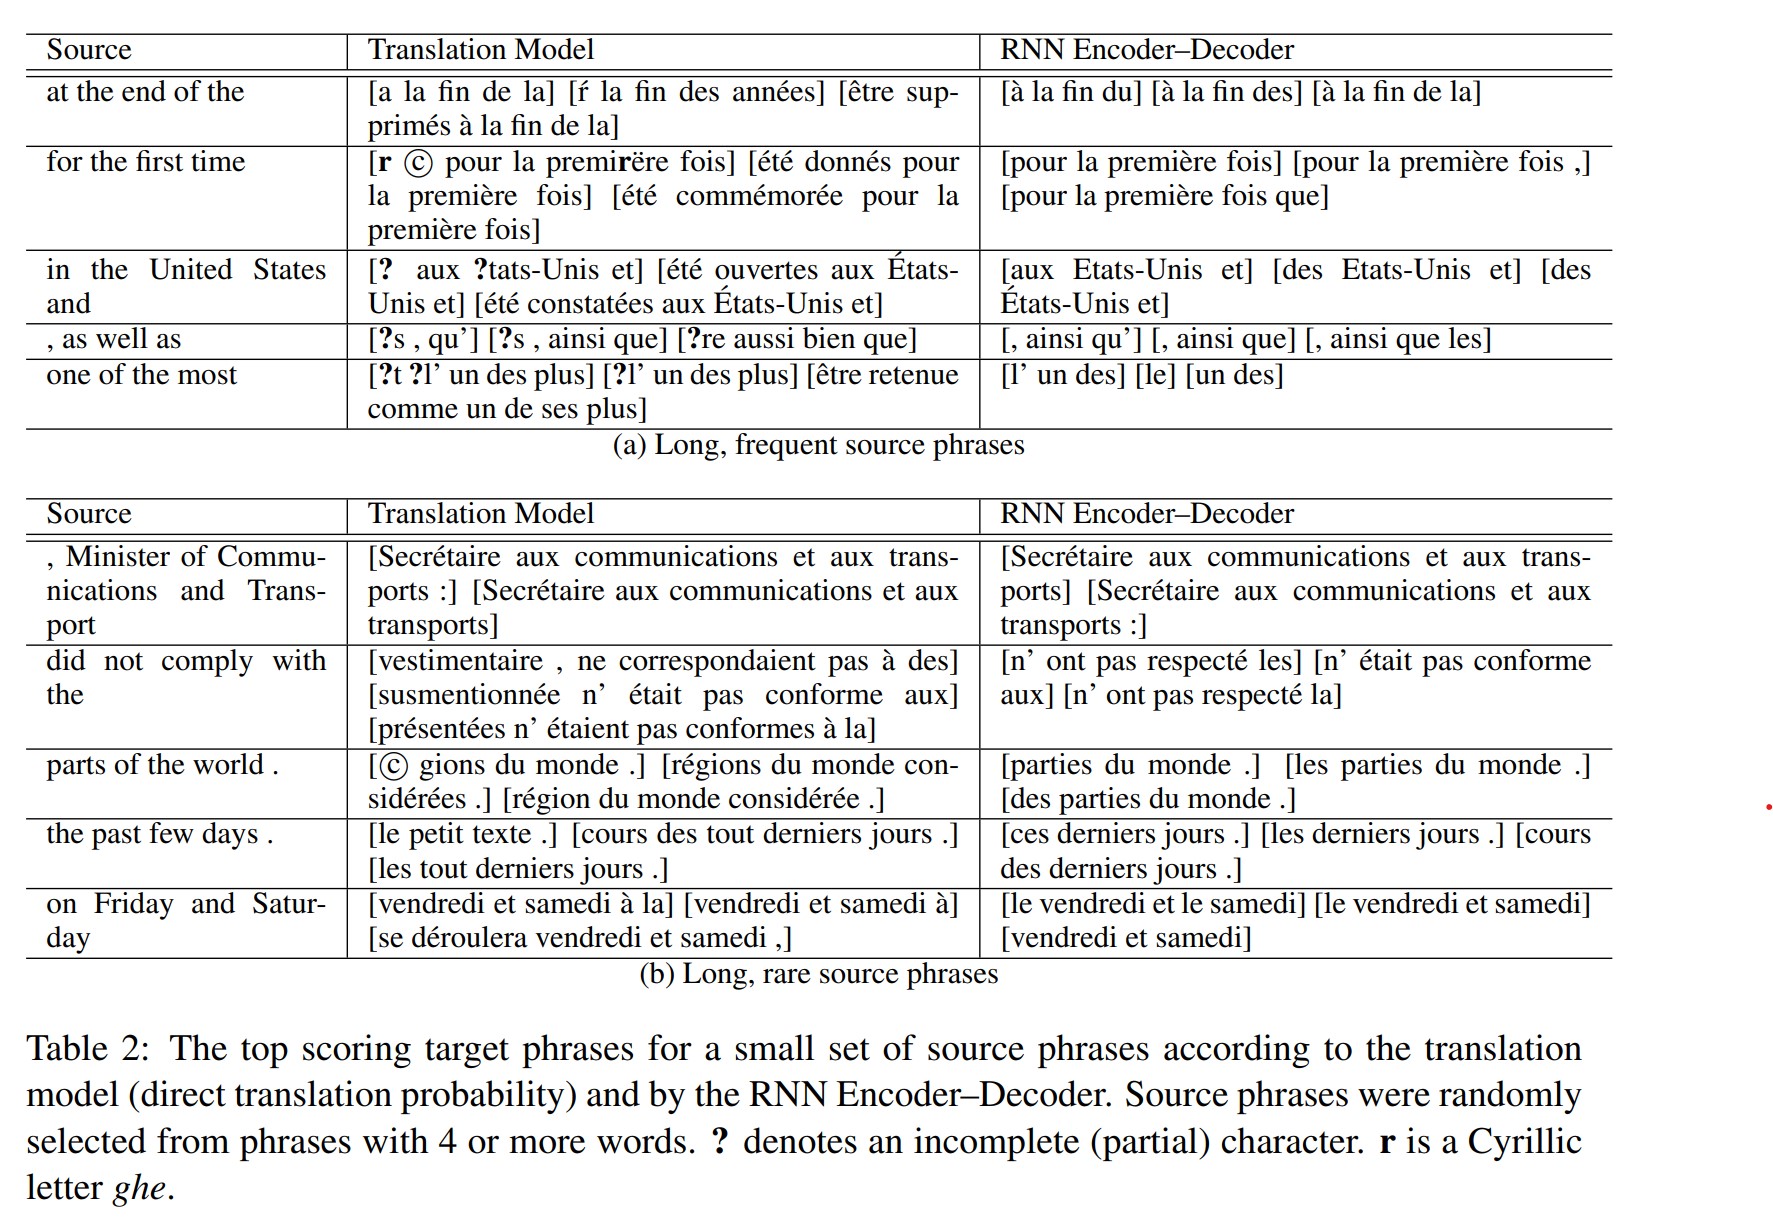 Source Translation Model RNN Encoder–Decoder
at the end of the [a la fin de la] [ŕ la fin des années] [être sup- [à la fin du] [à la fin des] [à la fin de la]
primés à la fin de la]
for the first time [r © pour la premirëre fois] [été donnés pour [pour la première fois] [pour la première fois ,]
la première fois] [été commémorée pour la [pour la première fois que]
première fois]
in the United States [? aux ?tats-Unis et] [été ouvertes aux États- [aux Etats-Unis et] [des Etats-Unis et] [des
and Unis et] [été constatées aux États-Unis et] États-Unis et]
, as well as [?s , qu’] [?s , ainsi que] [?re aussi bien que] [, ainsi qu’] [, ainsi que] [, ainsi que les]
one of the most [?t ?l’ un des plus] [?l’ un des plus] [être retenue [l’ un des] [le] [un des]
comme un de ses plus]
(a) Long, frequent source phrases
Source Translation Model RNN Encoder–Decoder
, Minister of Commu- [Secrétaire aux communications et aux trans- [Secrétaire aux communications et aux trans-
nications and Trans- ports :] [Secrétaire aux communications et aux ports] [Secrétaire aux communications et aux
port transports] transports :]
did not comply with [vestimentaire , ne correspondaient pas à des] [n’ ont pas respecté les] [n’ était pas conforme
the [susmentionnée n’ était pas conforme aux] aux] [n’ ont pas respecté la]
[présentées n’ étaient pas conformes à la]
parts of the world . [© gions du monde .] [régions du monde con- [parties du monde .] [les parties du monde .]
sidérées .] [région du monde considérée .] [des parties du monde .]
the past few days . [le petit texte .] [cours des tout derniers jours .] [ces derniers jours .] [les derniers jours .] [cours
[les tout derniers jours .] des derniers jours .]
on Friday and Satur- [vendredi et samedi à la] [vendredi et samedi à] [le vendredi et le samedi] [le vendredi et samedi]
day [se déroulera vendredi et samedi ,] [vendredi et samedi]
(b) Long, rare source phrases
Table 2: The top scoring target phrases for a small set of source phrases according to the translation
model (direct translation probability) and by the RNN Encoder–Decoder. Source phrases were randomly
selected from phrases with 4 or more words. ? denotes an incomplete (partial) character. r is a Cyrillic
letter ghe.